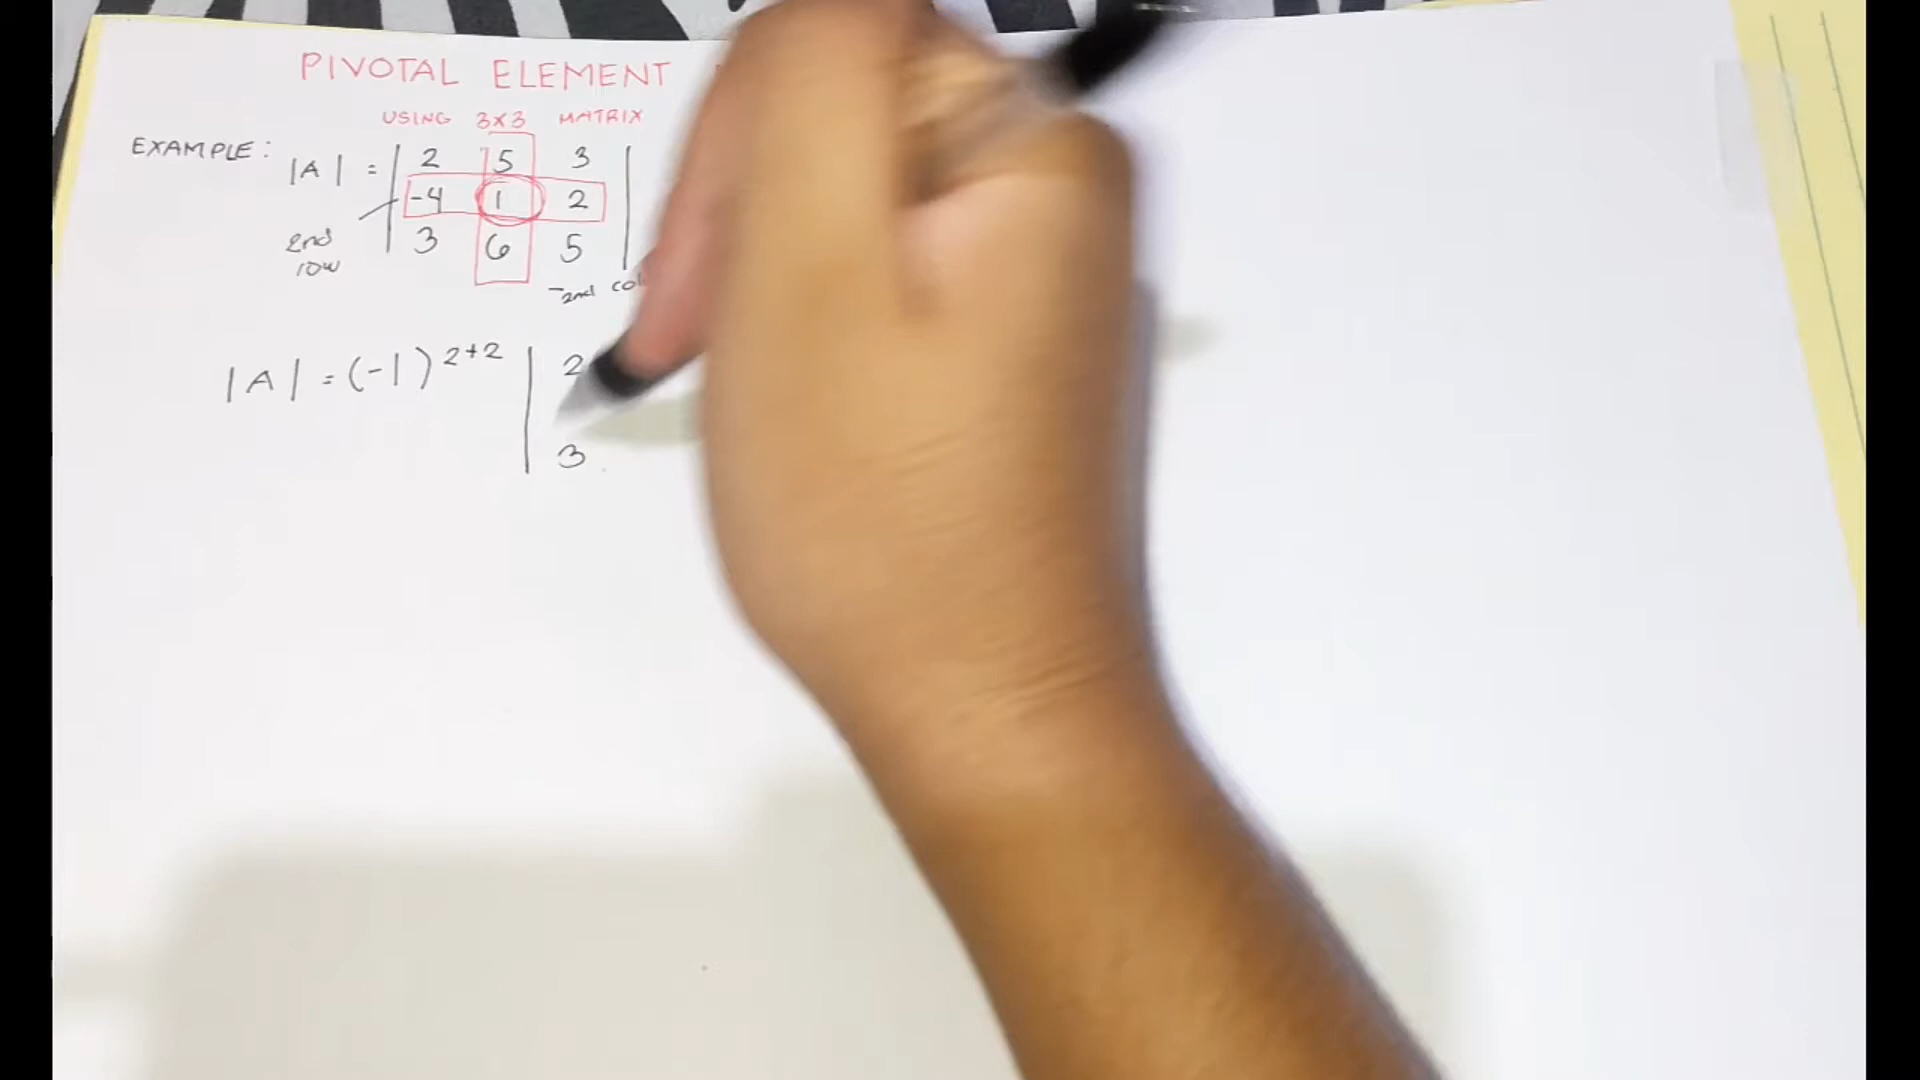 PIVOTAL ELEMENT
USING 3x3 MATRIX
EXAMPLE: |A| = | 2 5 3 |
-4 1 2
3 6 5
2nd row
2nd
|A| = (-1)^2+2 | 2
3